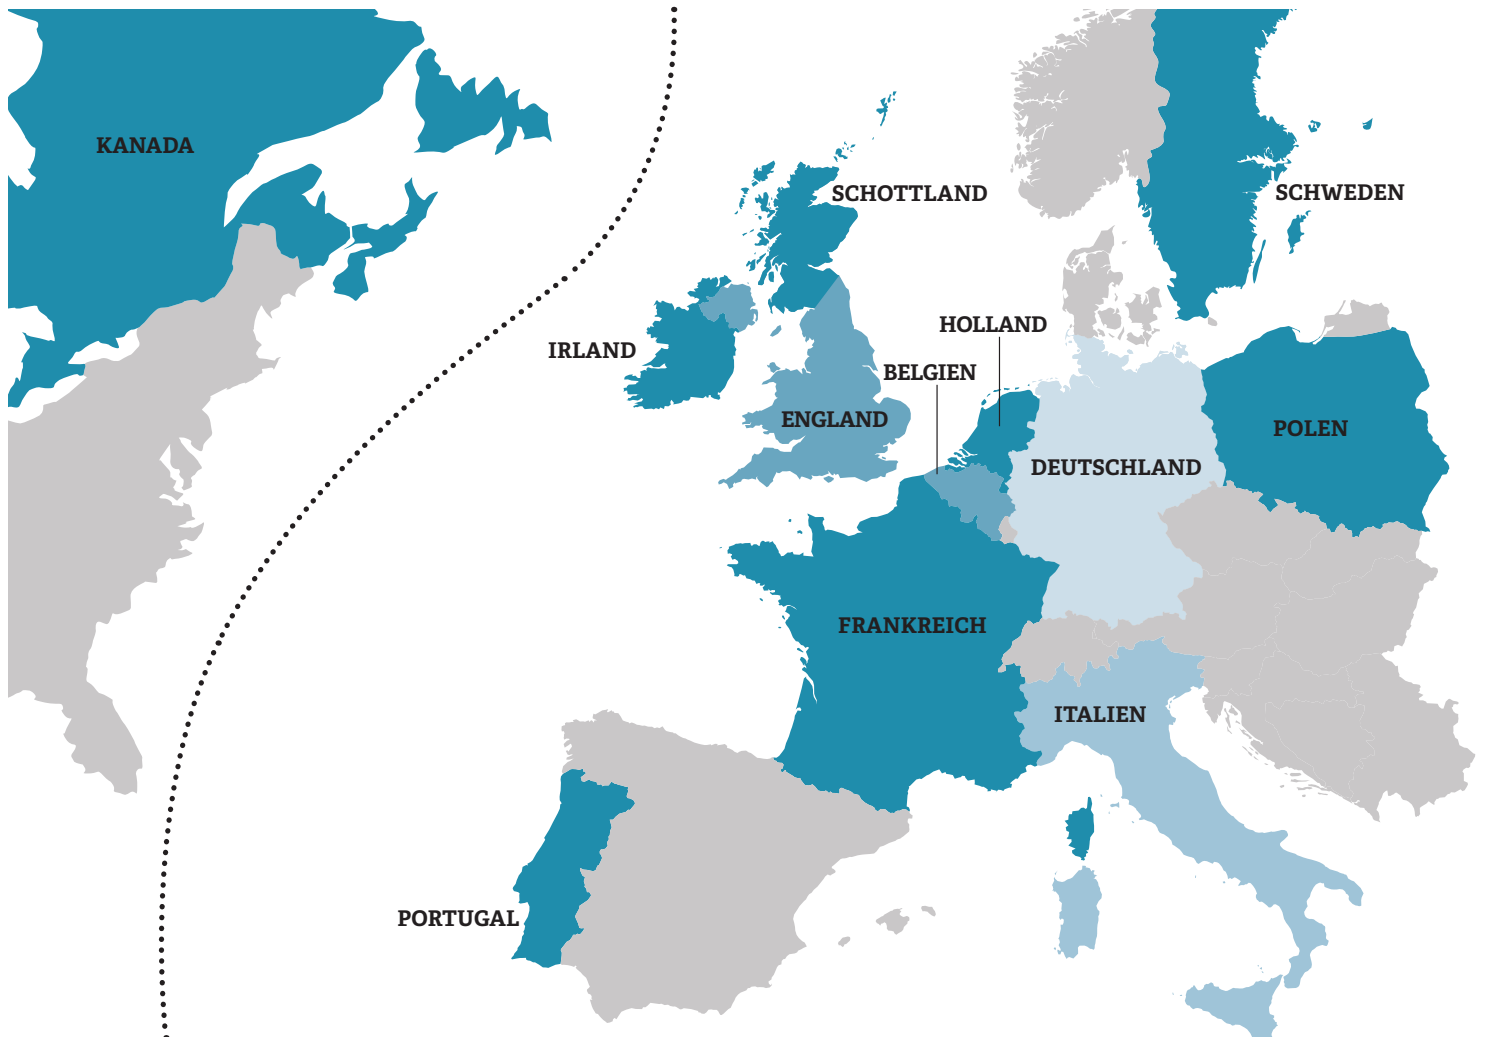 KANADA
SCHOTTLAND
SCHWEDEN
HOLLAND
IRLAND
BELGIEN
ENGLAND
POLEN
DEUTSCHLAND
FRANKREICH
ITALIEN
PORTUGAL